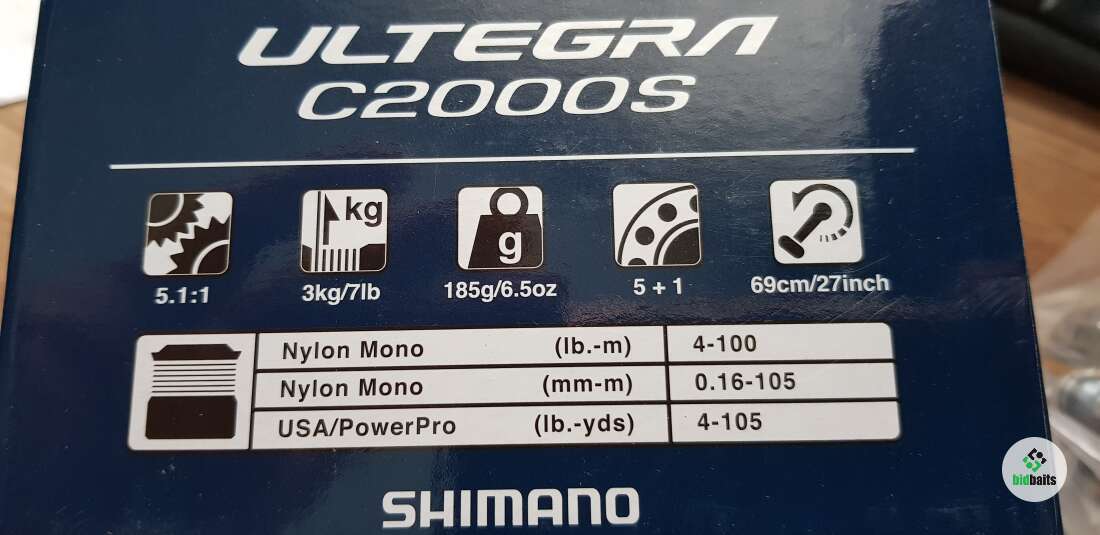 ULTEGRA
C2000S
kg
g
5.1:1
3kg/7lb
185g/6.5oz
5 + 1
69cm/27inch
Nylon Mono (lb.-m) 4-100
Nylon Mono (mm-m) 0.16-105
USA/PowerPro (lb.-yds) 4-105
SHIMANO
bidbaits